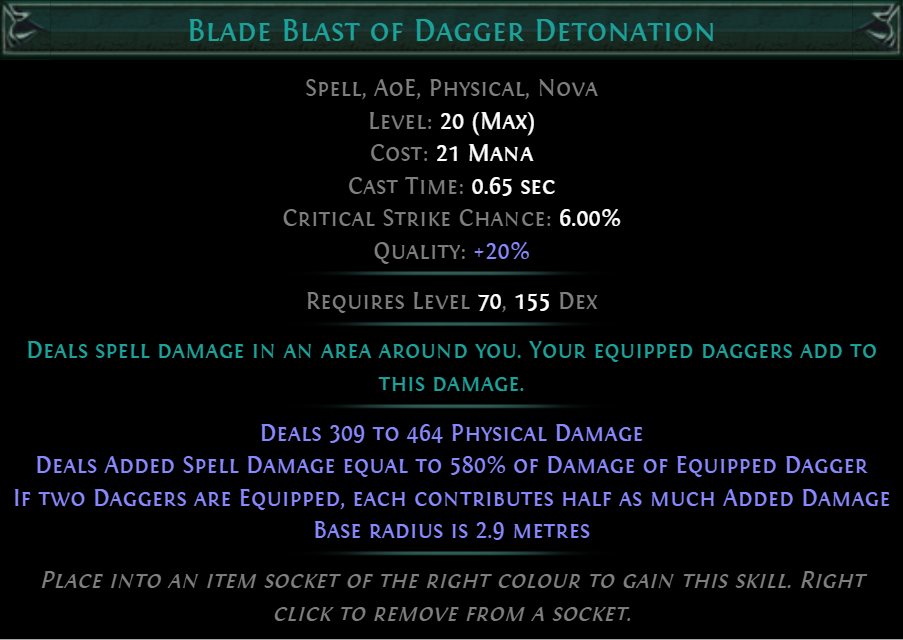 Blade Blast of Dagger Detonation
Spell, AoE, Physical, Nova
Level: 20 (Max)
Cost: 21 Mana
Cast Time: 0.65 sec
Critical Strike Chance: 6.00%
Quality: +20%
Requires Level 70, 155 Dex
Deals spell damage in an area around you. Your equipped daggers add to
this damage.
Deals 309 to 464 Physical Damage
Deals Added Spell Damage equal to 580% of Damage of Equipped Dagger
If two Daggers are Equipped, each contributes half as much Added Damage
Base radius is 2.9 metres
Place into an item socket of the right colour to gain this skill. Right
click to remove from a socket.